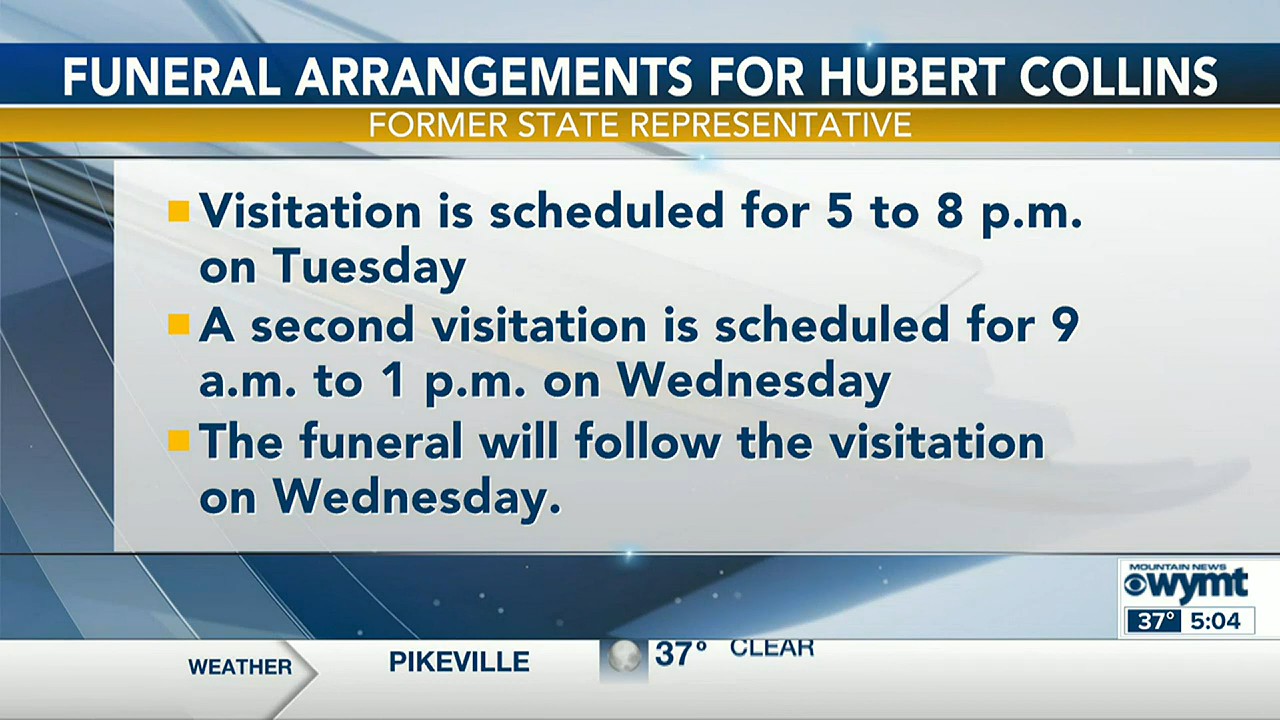 FUNERAL ARRANGEMENTS FOR HUBERT COLLINS
FORMER STATE REPRESENTATIVE
Visitation is scheduled for 5 to 8 p.m.
on Tuesday
A second visitation is scheduled for 9
a.m. to 1 p.m. on Wednesday
The funeral will follow the visitation
on Wednesday.
MOUNTAIN NEWS
wymt
37° 5:04
WEATHER PIKEVILLE 37° CLEAR